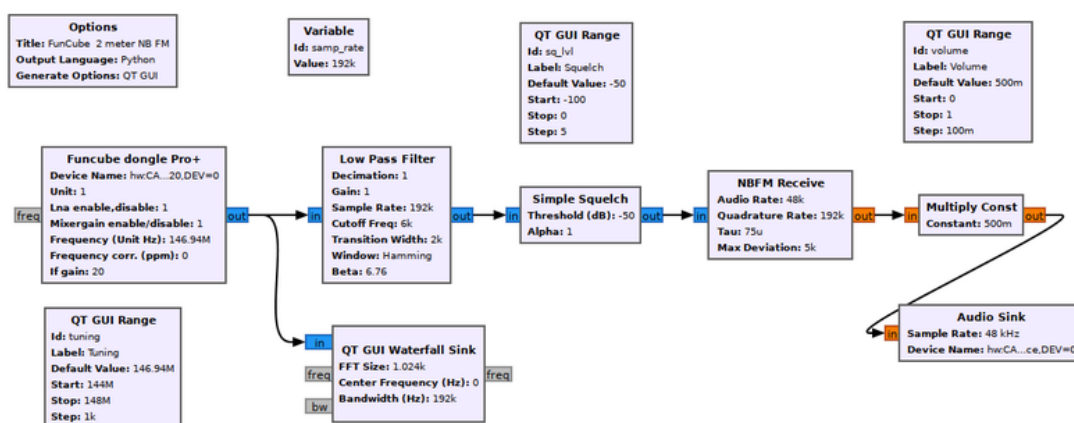 Options
Title: FunCube 2 meter NB FM
Output Language: Python
Generate Options: QT GUI
Variable
Id: samp_rate
Value: 192k
QT GUI Range
Id: sq_lvl
Label: Squelch
Default Value: -50
Start: -100
Stop: 0
Step: 5
QT GUI Range
Id: volume
Label: Volume
Default Value: 500m
Start: 0
Stop: 1
Step: 100m
Funcube dongle Pro+
Device Name: hw:CA...20,DEV=0
Unit: 1
Lna enable,disable: 1
Mixergain enable/disable: 1
Frequency (Unit Hz): 146.94M
Frequency corr. (ppm): 0
If gain: 20
freq
out
Low Pass Filter
Decimation: 1
Gain: 1
Sample Rate: 192k
Cutoff Freq: 6k
Transition Width: 2k
Window: Hamming
Beta: 6.76
in
out
Simple Squelch
Threshold (dB): -50
Alpha: 1
in
out
NBFM Receive
Audio Rate: 48k
Quadrature Rate: 192k
Tau: 75u
Max Deviation: 5k
in
out
Multiply Const
Constant: 500m
in
out
QT GUI Range
Id: tuning
Label: Tuning
Default Value: 146.94M
Start: 144M
Stop: 148M
Step: 1k
QT GUI Waterfall Sink
FFT Size: 1.024k
Center Frequency (Hz): 0
Bandwidth (Hz): 192k
in
freq
bw
freq
Audio Sink
Sample Rate: 48 kHz
Device Name: hw:CA...ce,DEV=0
in